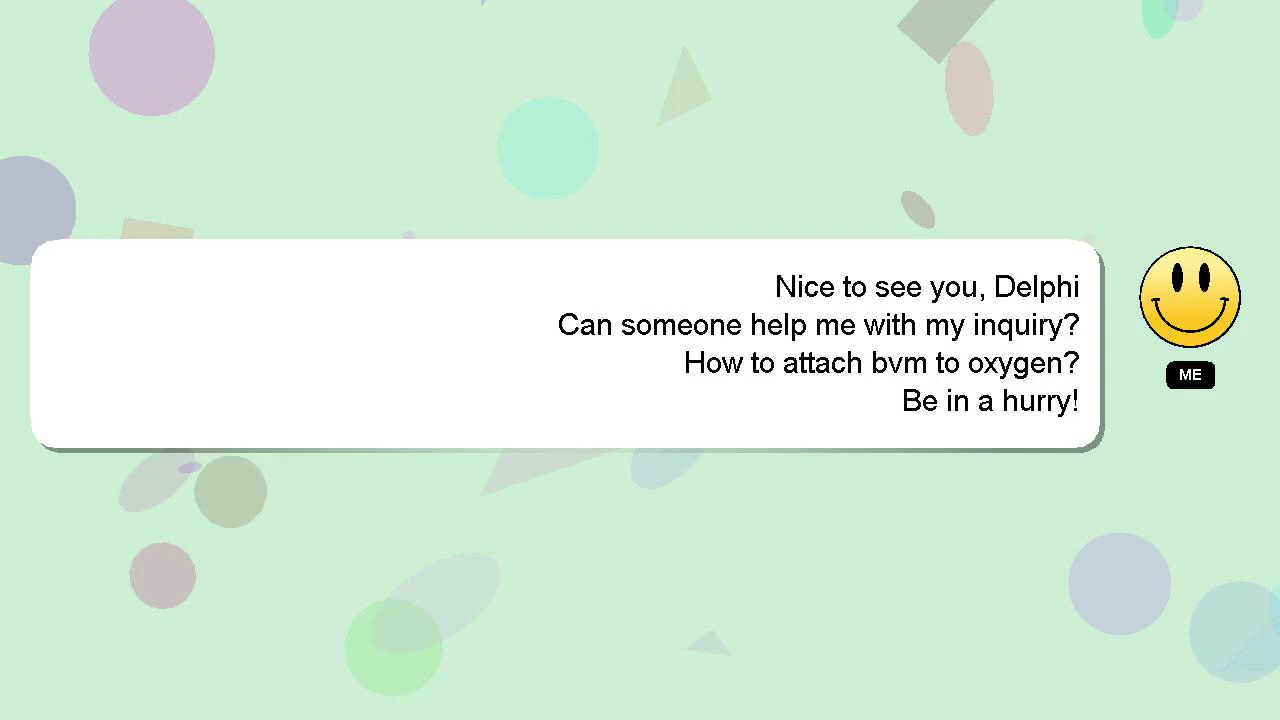 Nice to see you, Delphi
Can someone help me with my inquiry?
How to attach bvm to oxygen?
Be in a hurry!
ME